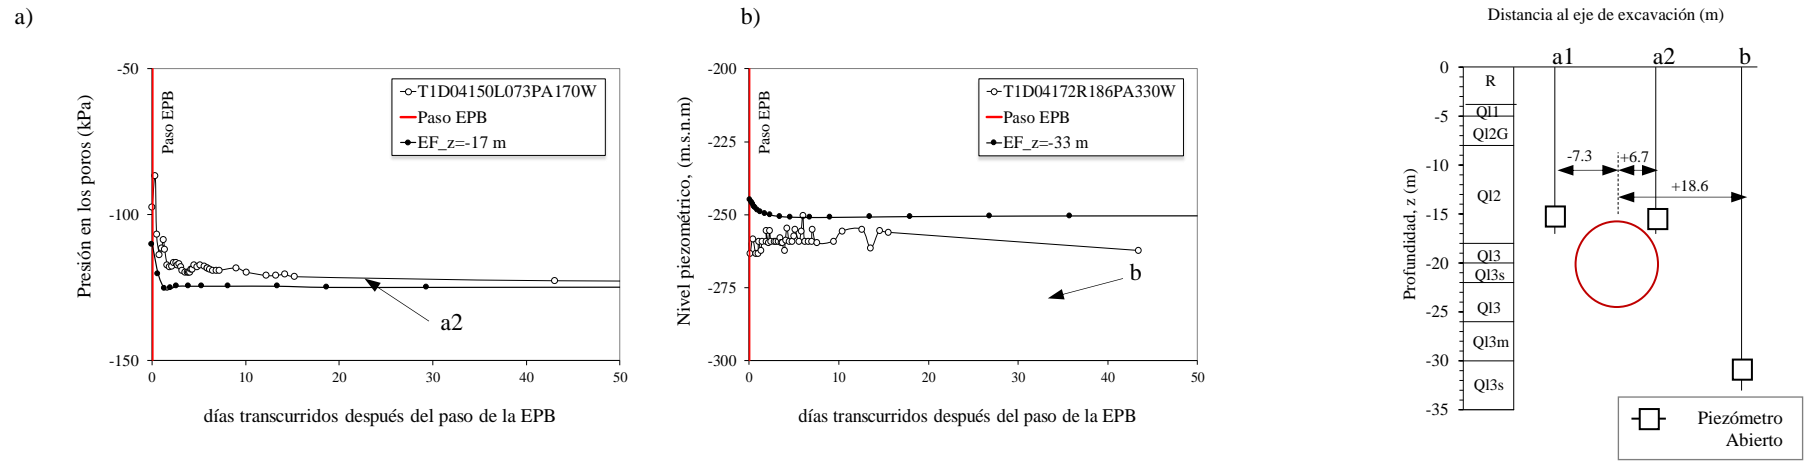 a)
-50
-100
-150
Presión en los poros (kPa)
Paso EPB
T1D04150L073PA170W
Paso EPB
EF_z=-17 m
a2
0
10
20
30
40
50
días transcurridos después del paso de la EPB
b)
-200
-225
-250
-275
-300
Nivel piezométrico, (m.s.n.m)
Paso EPB
T1D04172R186PA330W
Paso EPB
EF_z=-33 m
b
0
10
20
30
40
50
días transcurridos después del paso de la EPB
Distancia al eje de excavación (m)
a1
a2
b
0
-5
-10
-15
-20
-25
-30
-35
Profundidad, z (m)
R
Ql1
Ql2G
Ql2
Ql3
Ql3s
Ql3
Ql3m
Ql3s
-7.3
+6.7
+18.6
Piezómetro
Abierto